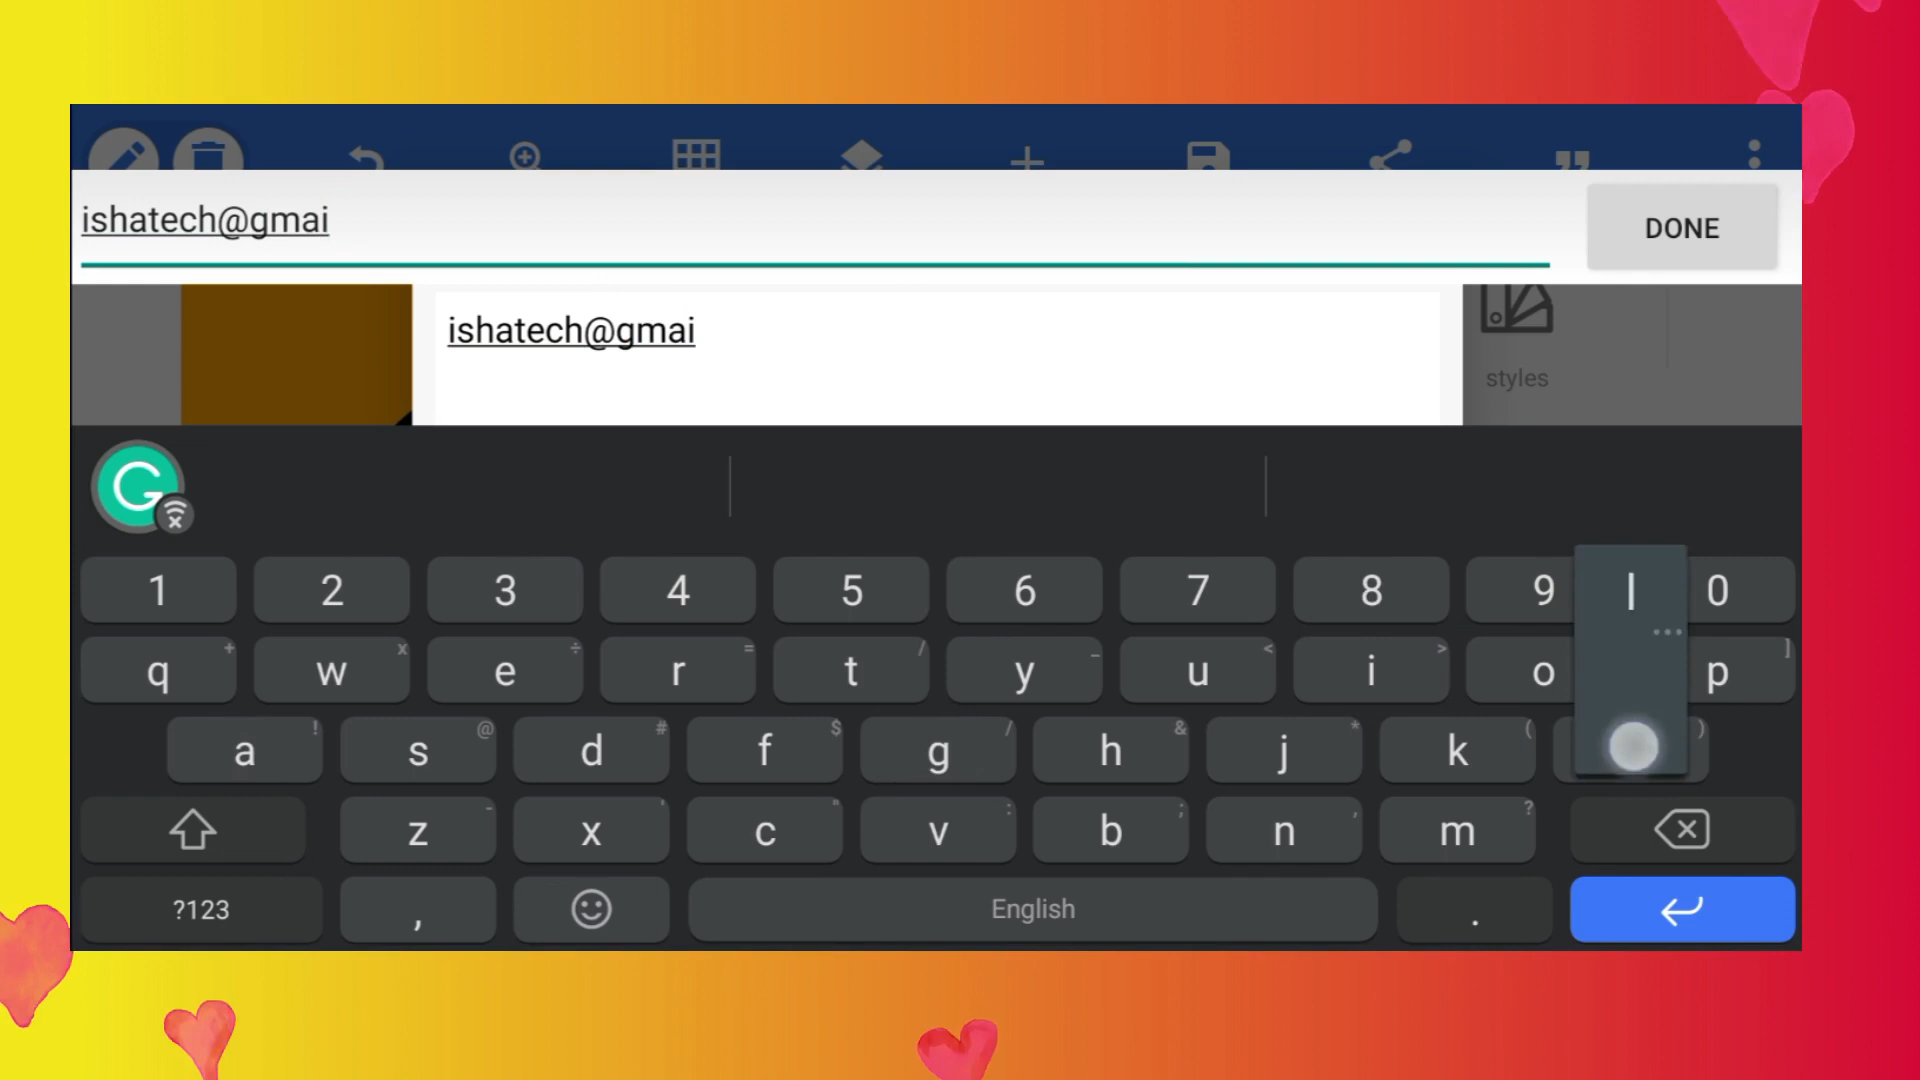 ishatech@gmai
DONE
ishatech@gmai
styles
1 2 3 4 5 6 7 8 9 l 0
q + w x e ÷ r = t / y _ u < i > o p ]
a ! s @ d # f $ g / h & j * k ( )
z - x ' c " v : b ; n , m ?
?123 , English .